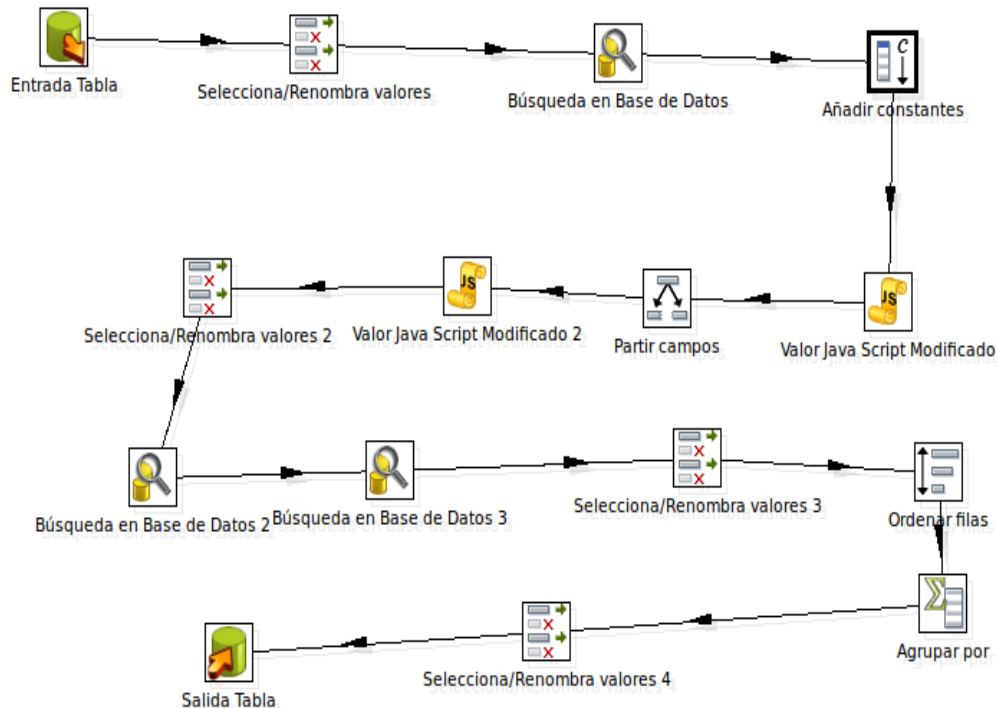 Entrada Tabla
Selecciona/Renombra valores
Búsqueda en Base de Datos
Añadir constantes
C
JS
Valor Java Script Modificado
Partir campos
JS
Valor Java Script Modificado 2
Selecciona/Renombra valores 2
Búsqueda en Base de Datos 2
Búsqueda en Base de Datos 3
Selecciona/Renombra valores 3
Ordenar filas
Σ
Agrupar por
Selecciona/Renombra valores 4
Salida Tabla